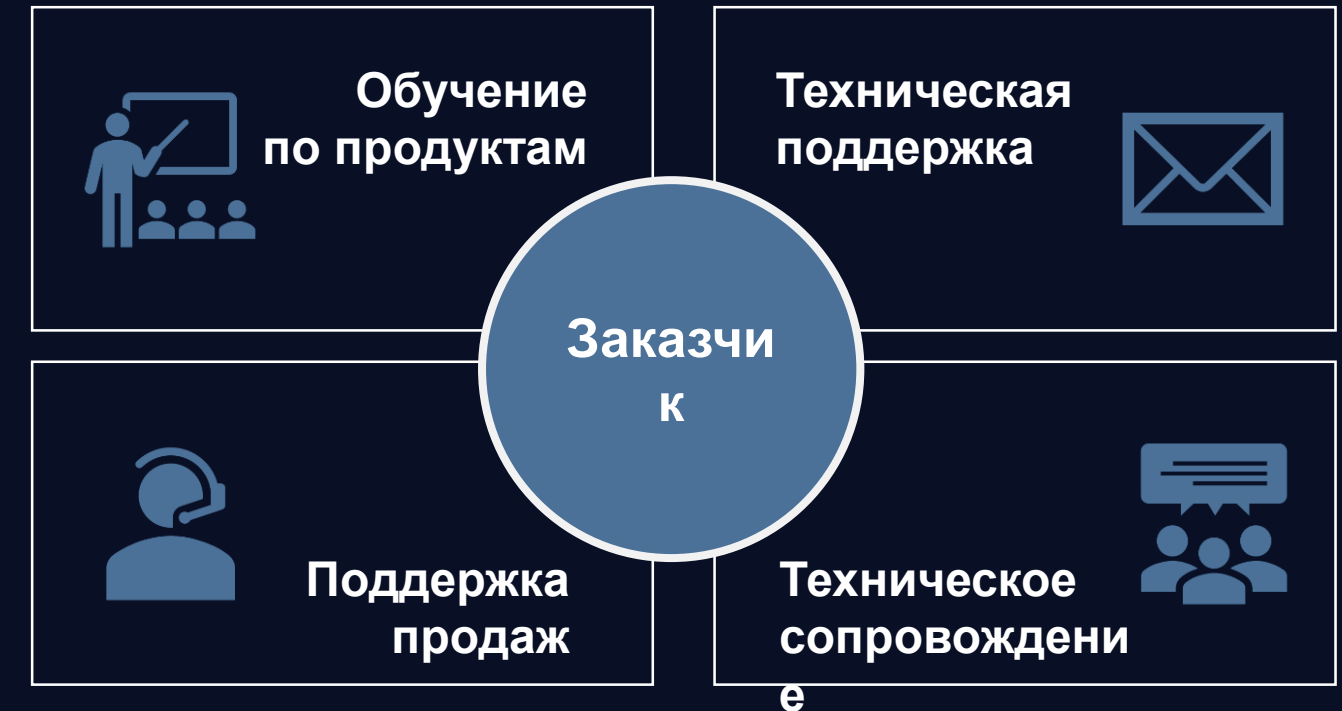 Обучение
по продуктам
Техническая
поддержка
Заказчи
к
Поддержка
продаж
Техническое
сопровождени
е